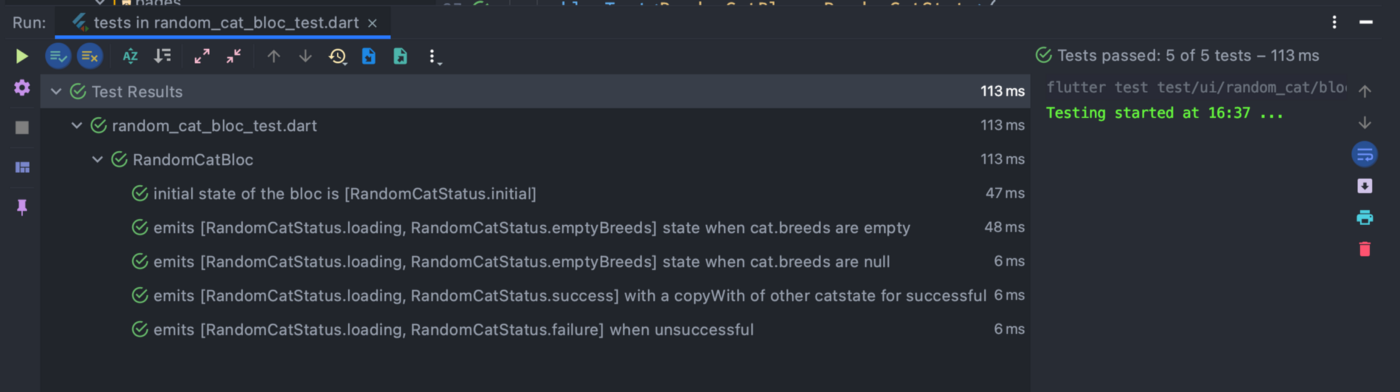 pages
Run: tests in random_cat_bloc_test.dart
Tests passed: 5 of 5 tests – 113 ms
Test Results 113 ms
flutter test test/ui/random_cat/bloc
random_cat_bloc_test.dart 113 ms
Testing started at 16:37 ...
RandomCatBloc 113 ms
initial state of the bloc is [RandomCatStatus.initial] 47 ms
emits [RandomCatStatus.loading, RandomCatStatus.emptyBreeds] state when cat.breeds are empty 48 ms
emits [RandomCatStatus.loading, RandomCatStatus.emptyBreeds] state when cat.breeds are null 6 ms
emits [RandomCatStatus.loading, RandomCatStatus.success] with a copyWith of other catstate for successful 6 ms
emits [RandomCatStatus.loading, RandomCatStatus.failure] when unsuccessful 6 ms